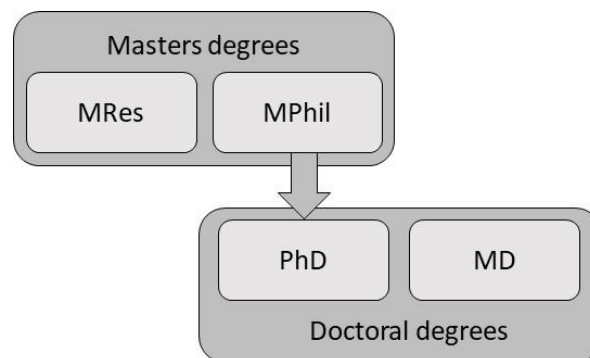 Masters degrees
MRes
MPhil
PhD
MD
Doctoral degrees